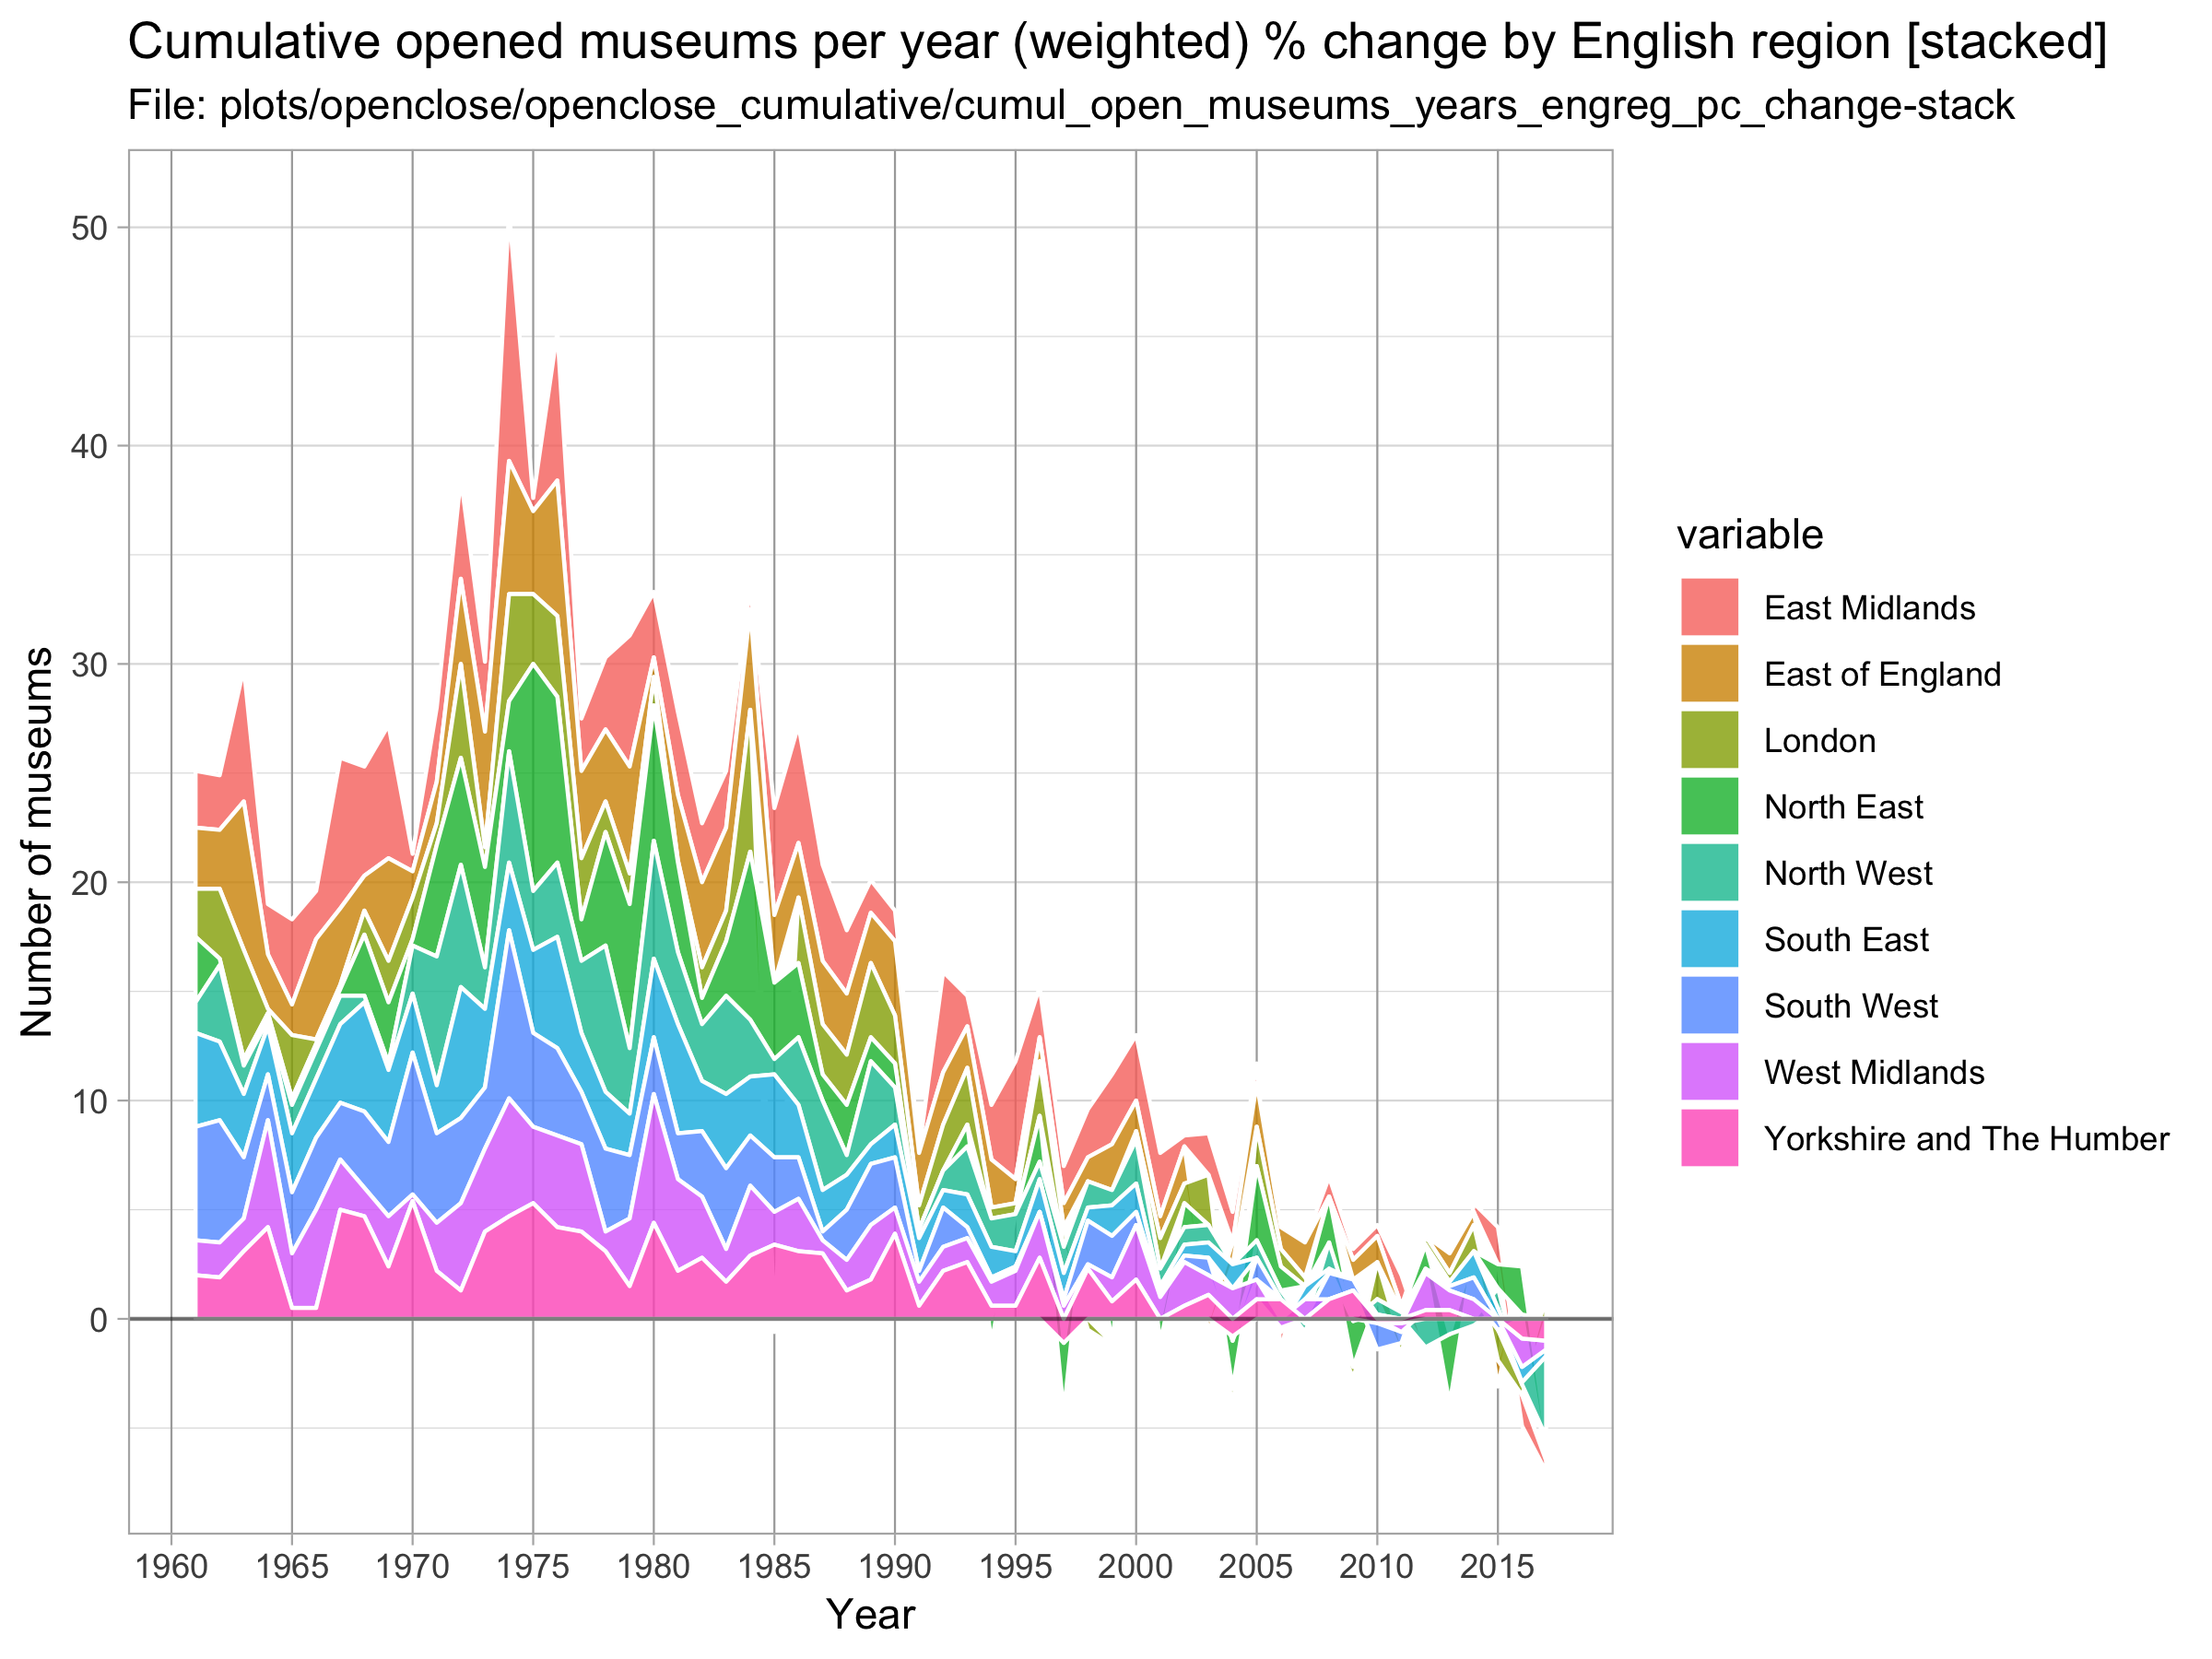 Cumulative opened museums per year (weighted) % change by English region [stacked]
File: plots/openclose/openclose_cumulative/cumul_open_museums_years_engreg_pc_change-stack
Number of museums
50
40
30
20
10
0
1960 1965 1970 1975 1980 1985 1990 1995 2000 2005 2010 2015
Year
variable
East Midlands
East of England
London
North East
North West
South East
South West
West Midlands
Yorkshire and The Humber